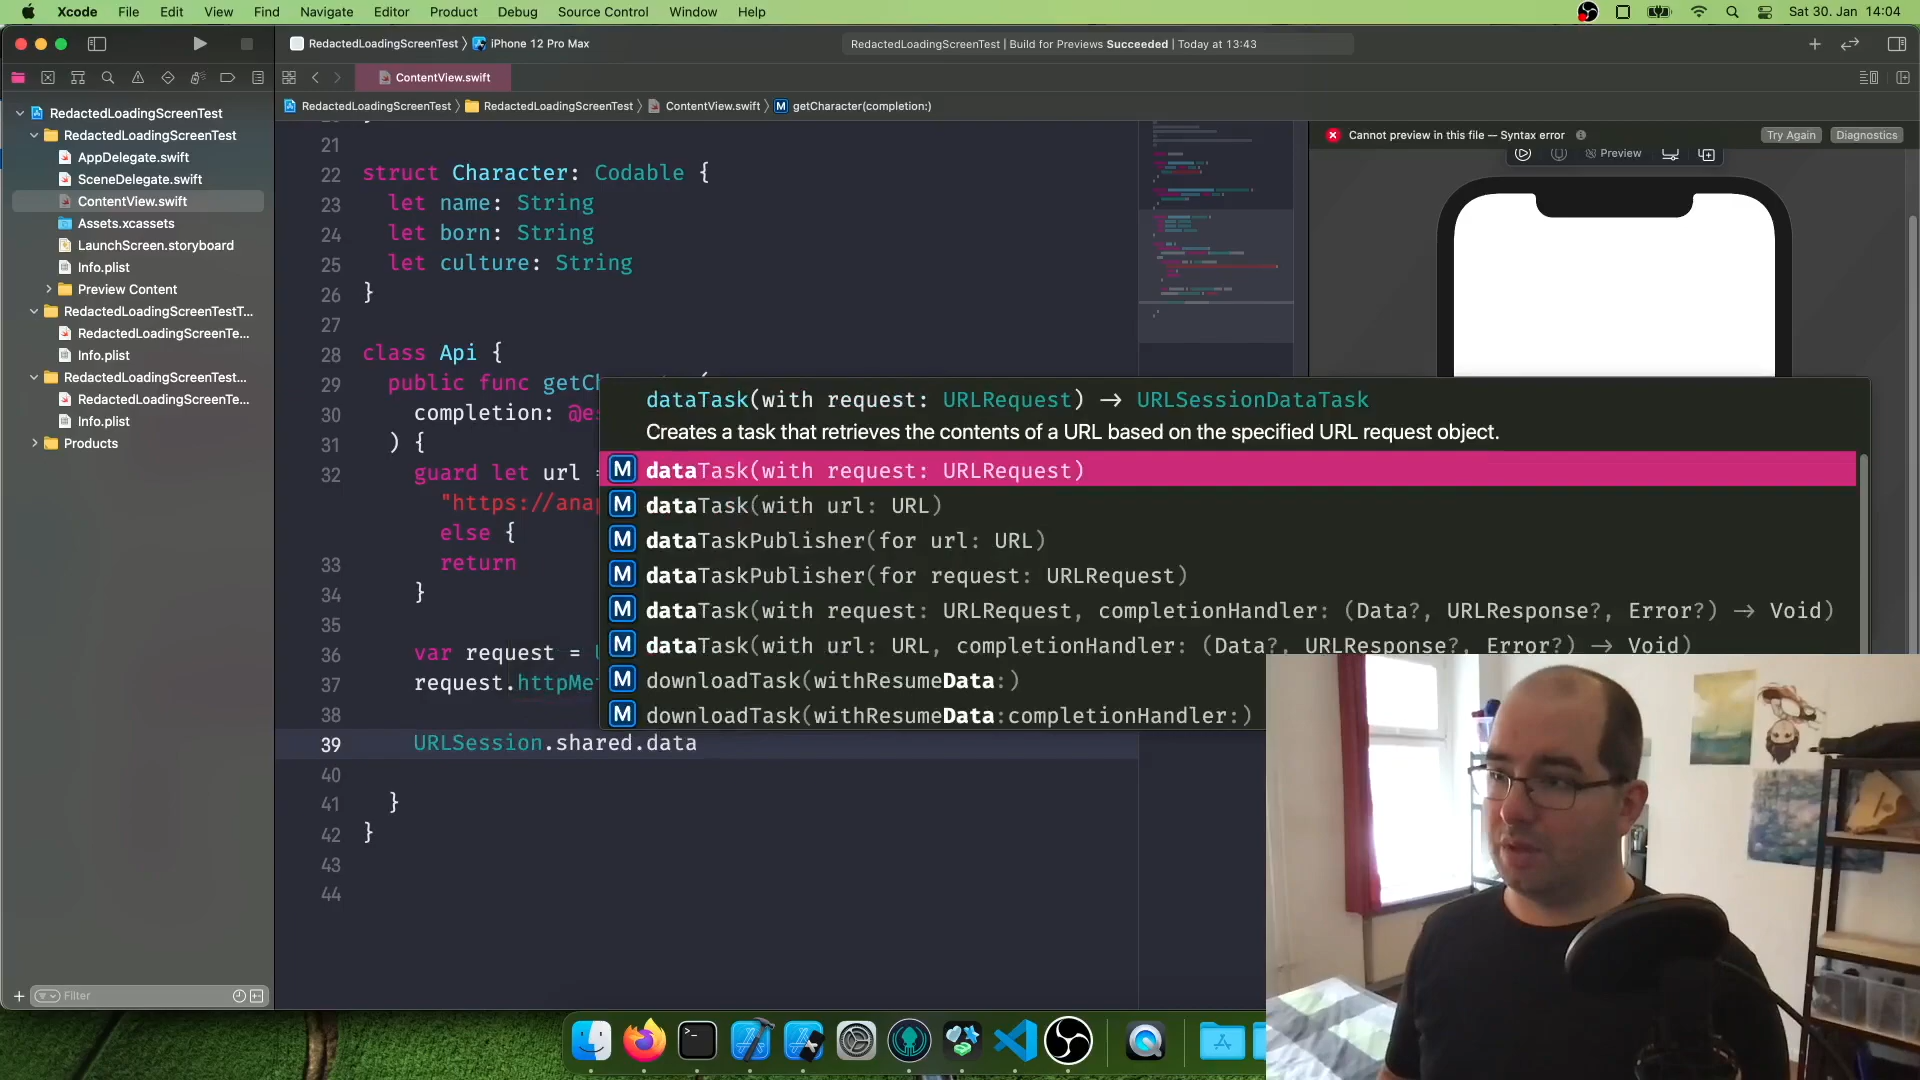 Xcode File Edit View Find Navigate Editor Product Debug Source Control Window Help
Sat 30. Jan 14:04
RedactedLoadingScreenTest iPhone 12 Pro Max
RedactedLoadingScreenTest | Build for Previews Succeeded | Today at 13:43
ContentView.swift
RedactedLoadingScreenTest RedactedLoadingScreenTest ContentView.swift M getCharacter(completion:)
RedactedLoadingScreenTest
RedactedLoadingScreenTest
AppDelegate.swift
SceneDelegate.swift
ContentView.swift
Assets.xcassets
LaunchScreen.storyboard
Info.plist
Preview Content
RedactedLoadingScreenTestT...
RedactedLoadingScreenTe...
Info.plist
RedactedLoadingScreenTest...
RedactedLoadingScreenTe...
Info.plist
Products
Filter
21
22 struct Character: Codable {
23 let name: String
24 let born: String
25 let culture: String
26 }
27
28 class Api {
29 public func getCh
30 completion: @es
31 ) {
32 guard let url =
"https://anap
else {
33 return
34 }
35
36 var request =
37 request.httpMet
38
39 URLSession.shared.data
40
41 }
42 }
43
44
dataTask(with request: URLRequest) → URLSessionDataTask
Creates a task that retrieves the contents of a URL based on the specified URL request object.
M dataTask(with request: URLRequest)
M dataTask(with url: URL)
M dataTaskPublisher(for url: URL)
M dataTaskPublisher(for request: URLRequest)
M dataTask(with request: URLRequest, completionHandler: (Data?, URLResponse?, Error?) → Void)
M dataTask(with url: URL, completionHandler: (Data?, URLResponse?, Error?) → Void)
M downloadTask(withResumeData:)
M downloadTask(withResumeData:completionHandler:)
Cannot preview in this file — Syntax error
Try Again
Diagnostics
Preview